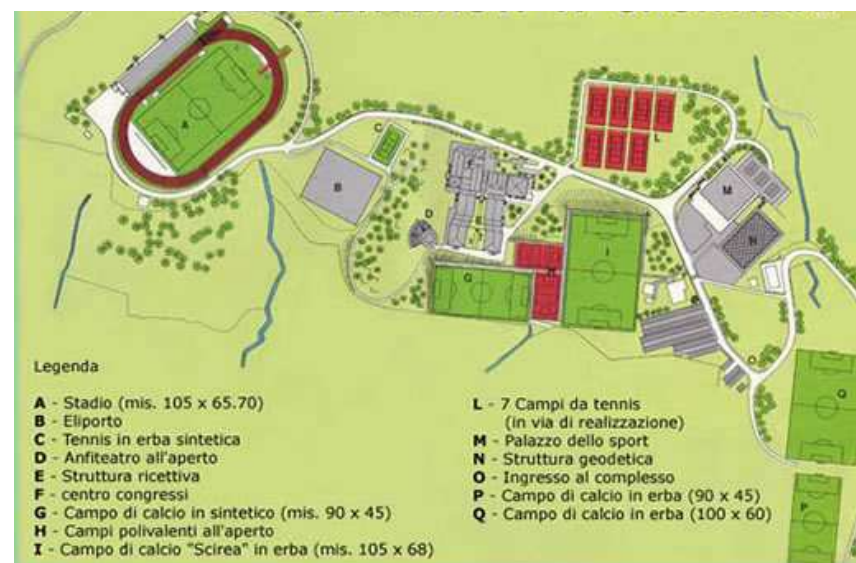 A
B
C
D
E
F
G
H
I
L
M
N
O
Q
P
Legenda
A - Stadio (mis. 105 x 65.70)
B - Eliporto
C - Tennis in erba sintetica
D - Anfiteatro all'aperto
E - Struttura ricettiva
F - centro congressi
G - Campo di calcio in sintetico (mis. 90 x 45)
H - Campi polivalenti all'aperto
I - Campo di calcio "Scirea" in erba (mis. 105 x 68)
L - 7 Campi da tennis
(in via di realizzazione)
M - Palazzo dello sport
N - Struttura geodetica
O - Ingresso al complesso
P - Campo di calcio in erba (90 x 45)
Q - Campo di calcio in erba (100 x 60)